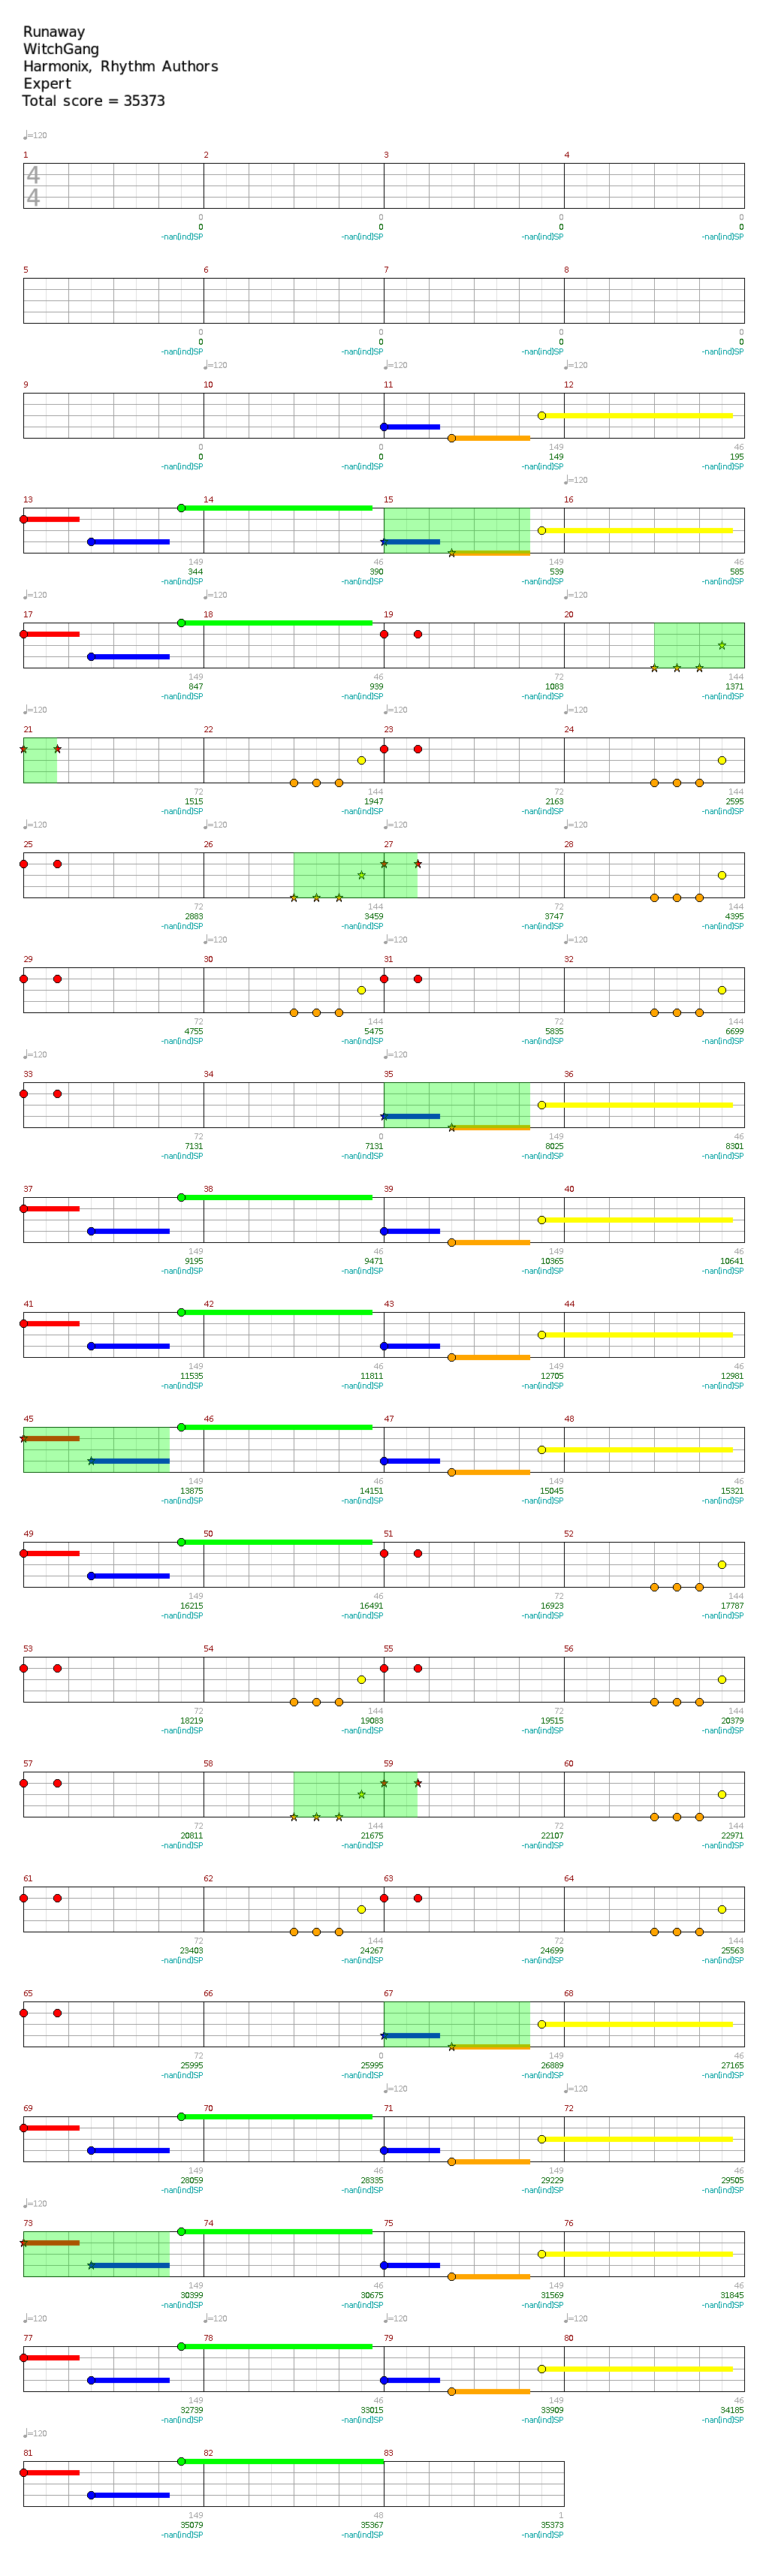 Runaway
WitchGang
Harmonix, Rhythm Authors
Expert
Total score = 35373
♩=120
1 2 3 4
4
4
0 0 0 0
0 0 0 0
-nan(ind)SP -nan(ind)SP -nan(ind)SP -nan(ind)SP
5 6 7 8
0 0 0 0
0 0 0 0
-nan(ind)SP -nan(ind)SP -nan(ind)SP -nan(ind)SP
♩=120 ♩=120 ♩=120
9 10 11 12
0 0 149 46
0 0 149 195
-nan(ind)SP -nan(ind)SP -nan(ind)SP -nan(ind)SP
♩=120
13 14 15 16
149 46 149 46
344 390 539 585
-nan(ind)SP -nan(ind)SP -nan(ind)SP -nan(ind)SP
♩=120 ♩=120 ♩=120
17 18 19 20
149 46 72 144
847 939 1083 1371
-nan(ind)SP -nan(ind)SP -nan(ind)SP -nan(ind)SP
♩=120 ♩=120 ♩=120
21 22 23 24
72 144 72 144
1515 1947 2163 2595
-nan(ind)SP -nan(ind)SP -nan(ind)SP -nan(ind)SP
♩=120 ♩=120 ♩=120
25 26 27 28
72 144 72 144
2883 3459 3747 4395
-nan(ind)SP -nan(ind)SP -nan(ind)SP -nan(ind)SP
♩=120 ♩=120 ♩=120
29 30 31 32
72 144 72 144
4755 5475 5835 6699
-nan(ind)SP -nan(ind)SP -nan(ind)SP -nan(ind)SP
♩=120
33 34 35 36
72 0 149 46
7131 7131 8025 8301
-nan(ind)SP -nan(ind)SP -nan(ind)SP -nan(ind)SP
37 38 39 40
149 46 149 46
9195 9471 10365 10641
-nan(ind)SP -nan(ind)SP -nan(ind)SP -nan(ind)SP
41 42 43 44
149 46 149 46
11535 11811 12705 12981
-nan(ind)SP -nan(ind)SP -nan(ind)SP -nan(ind)SP
45 46 47 48
149 46 149 46
13875 14151 15045 15321
-nan(ind)SP -nan(ind)SP -nan(ind)SP -nan(ind)SP
49 50 51 52
149 46 72 144
16215 16491 16923 17787
-nan(ind)SP -nan(ind)SP -nan(ind)SP -nan(ind)SP
53 54 55 56
72 144 72 144
18219 19083 19515 20379
-nan(ind)SP -nan(ind)SP -nan(ind)SP -nan(ind)SP
57 58 59 60
72 144 72 144
20811 21675 22107 22971
-nan(ind)SP -nan(ind)SP -nan(ind)SP -nan(ind)SP
61 62 63 64
72 144 72 144
23403 24267 24699 25563
-nan(ind)SP -nan(ind)SP -nan(ind)SP -nan(ind)SP
65 66 67 68
72 0 149 46
25995 25995 26889 27165
-nan(ind)SP -nan(ind)SP -nan(ind)SP -nan(ind)SP
♩=120 ♩=120
69 70 71 72
149 46 149 46
28059 28335 29229 29505
-nan(ind)SP -nan(ind)SP -nan(ind)SP -nan(ind)SP
♩=120
73 74 75 76
149 46 149 46
30399 30675 31569 31845
-nan(ind)SP -nan(ind)SP -nan(ind)SP -nan(ind)SP
♩=120 ♩=120 ♩=120 ♩=120
77 78 79 80
149 46 149 46
32739 33015 33909 34185
-nan(ind)SP -nan(ind)SP -nan(ind)SP -nan(ind)SP
♩=120
81 82 83
149 48 1
35079 35367 35373
-nan(ind)SP -nan(ind)SP -nan(ind)SP